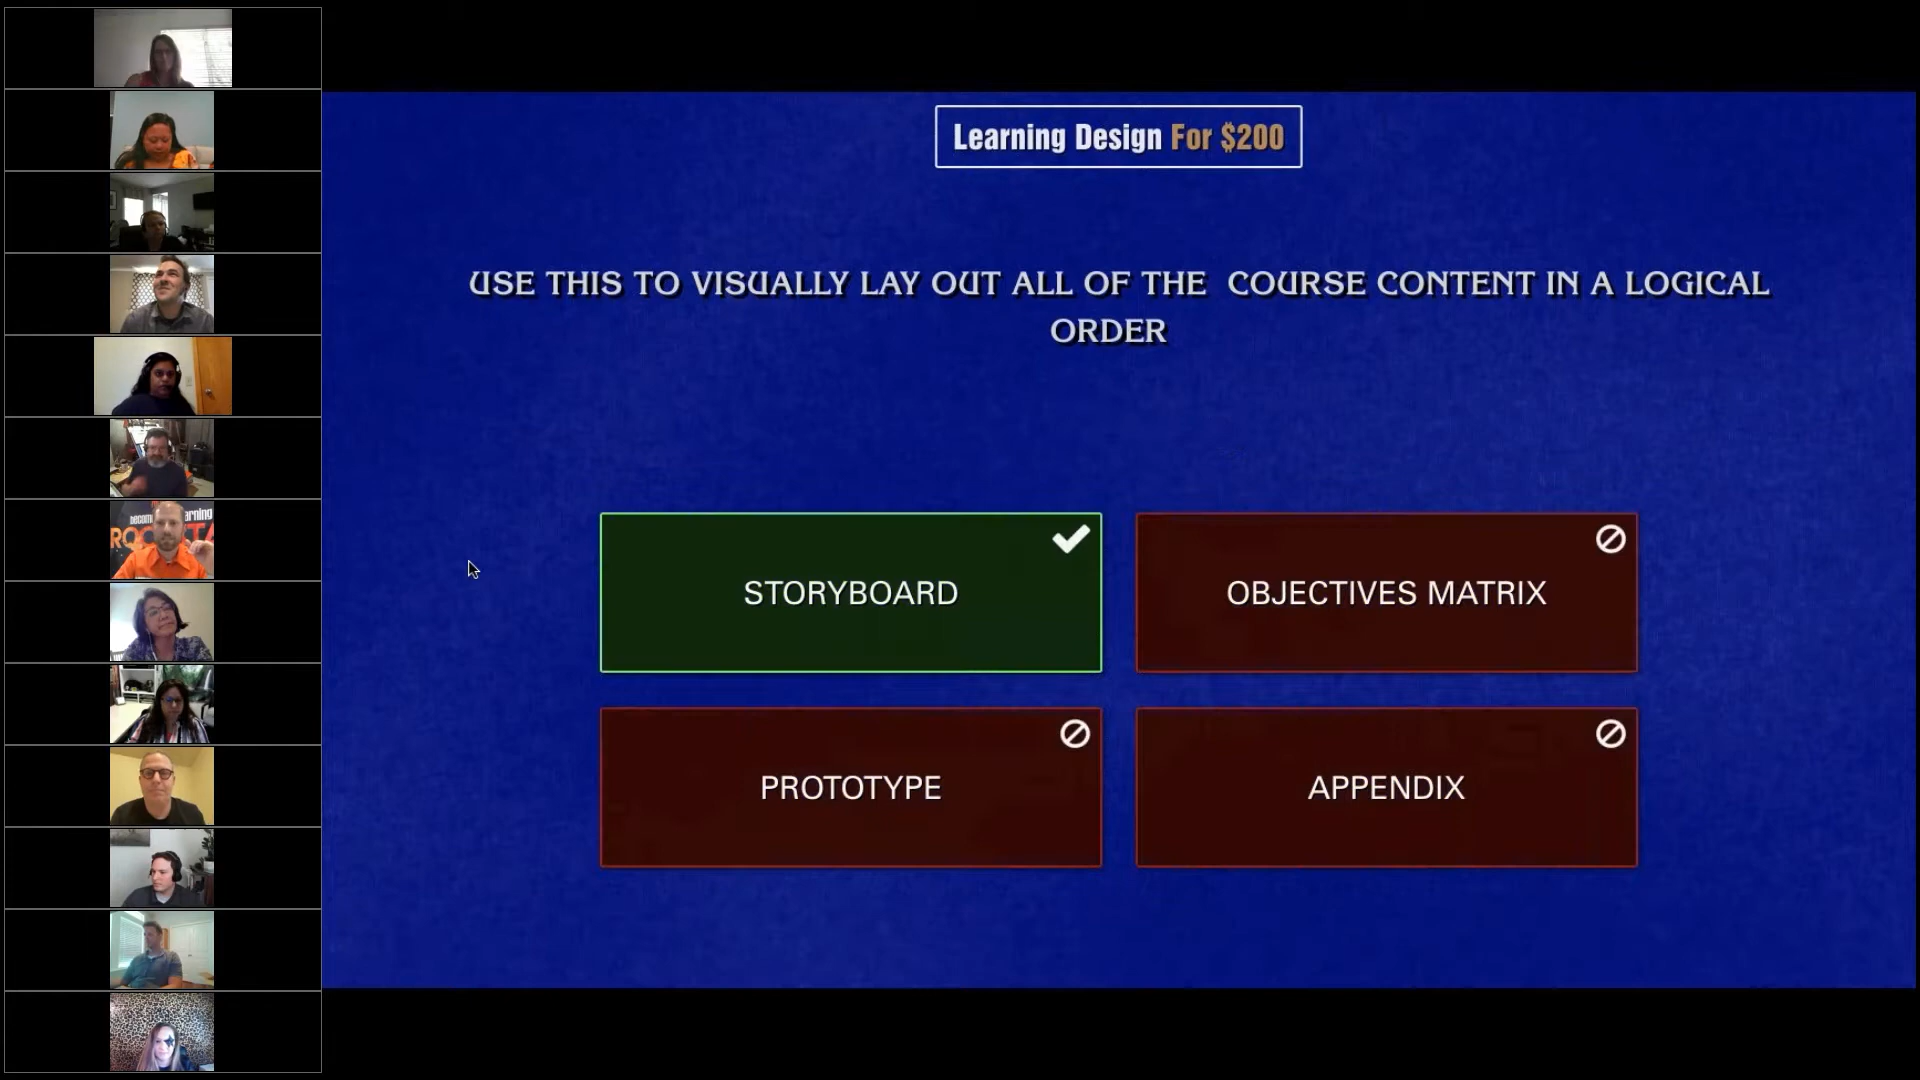 Learning Design For $200
USE THIS TO VISUALLY LAY OUT ALL OF THE COURSE CONTENT IN A LOGICAL
ORDER
STORYBOARD
OBJECTIVES MATRIX
PROTOTYPE
APPENDIX